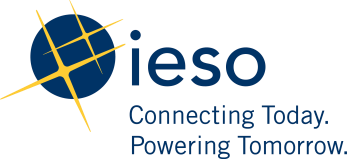 ieso
Connecting Today.
Powering Tomorrow.